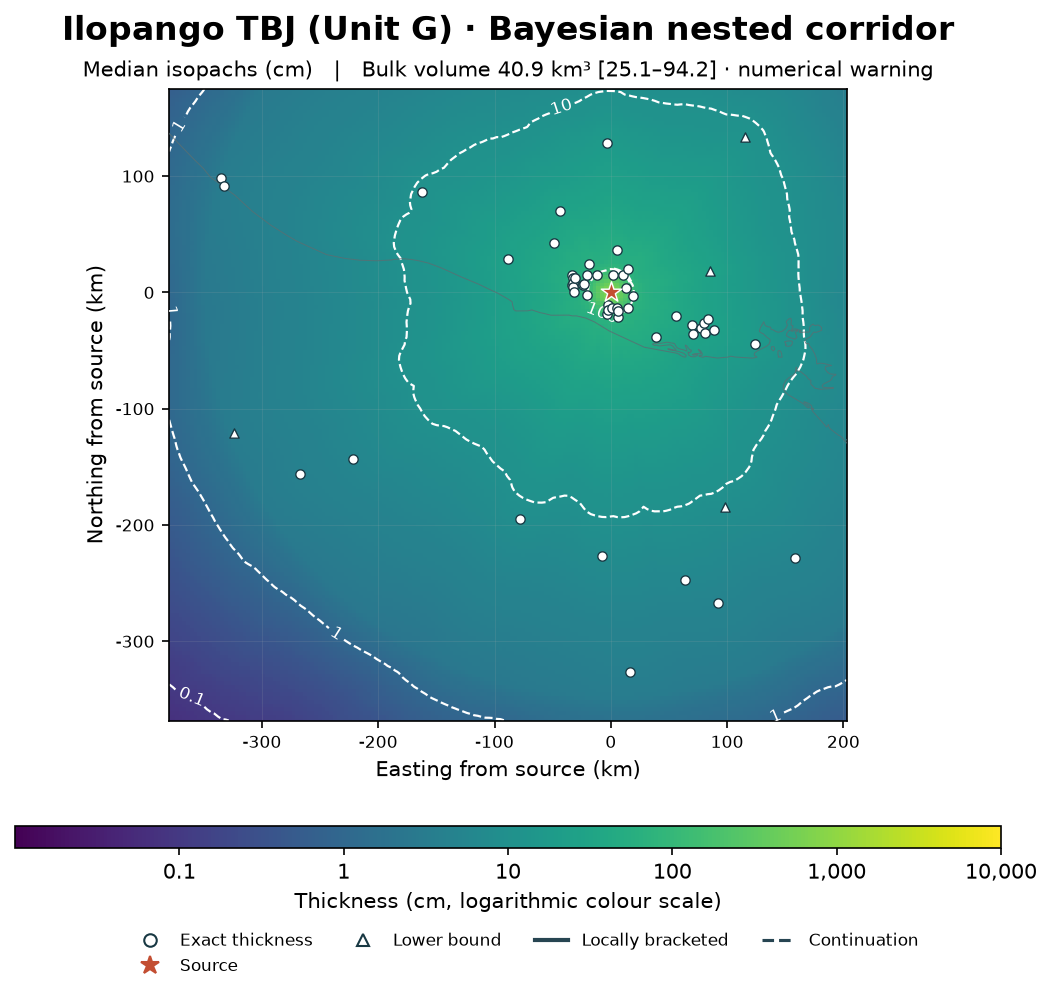 Ilopango TBJ (Unit G) · Bayesian nested corridor
Median isopachs (cm) | Bulk volume 40.9 km³ [25.1–94.2] · numerical warning
10
1
1
1
0.1
1
100
0
-100
-200
-300
Northing from source (km)
-300
-200
-100
0
100
200
Easting from source (km)
0.1
1
10
100
1,000
10,000
Thickness (cm, logarithmic colour scale)
Exact thickness
Lower bound
Locally bracketed
Continuation
Source